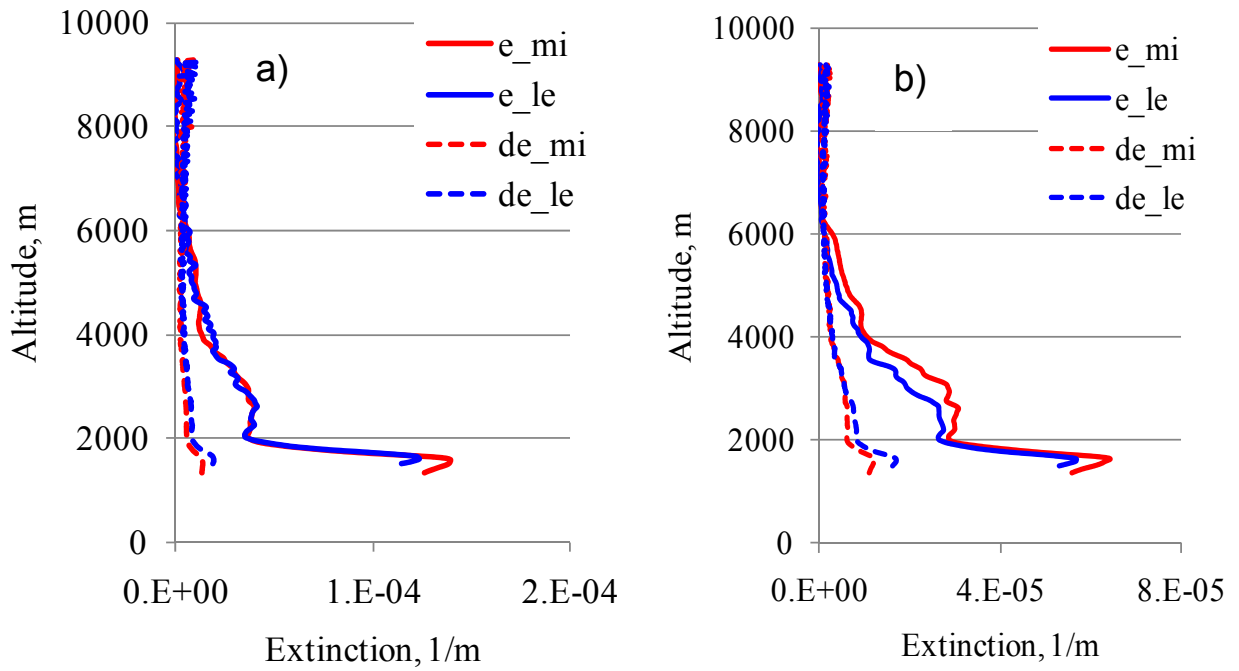 10000
8000
6000
4000
2000
0
Altitude, m
a)
e_mi
e_le
de_mi
de_le
0.E+00 1.E-04 2.E-04
Extinction, 1/m
10000
8000
6000
4000
2000
0
Altitude, m
b)
e_mi
e_le
de_mi
de_le
0.E+00 4.E-05 8.E-05
Extinction, 1/m